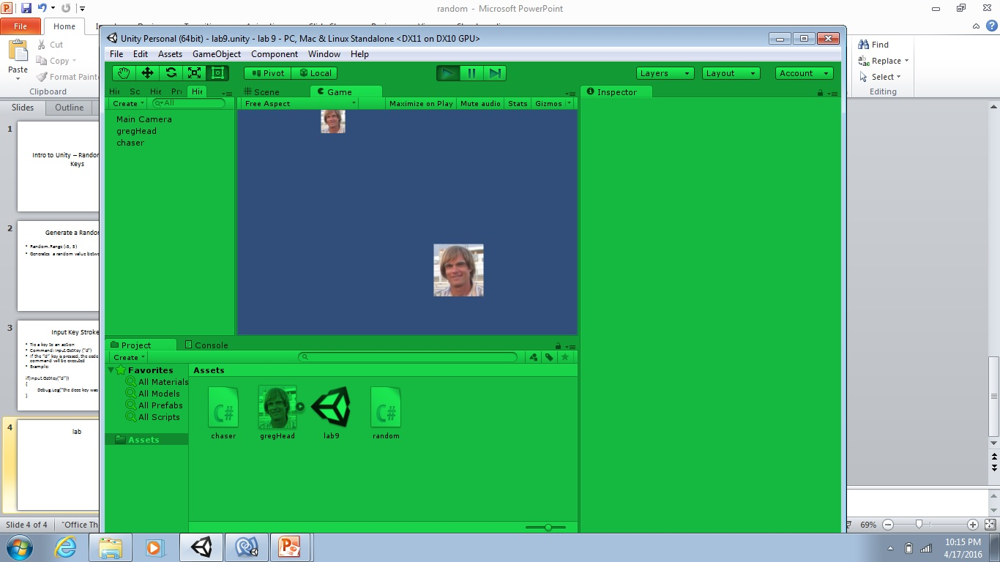 random - Microsoft PowerPoint
File
Home
Unity Personal (64bit) - lab9.unity - lab 9 - PC, Mac & Linux Standalone <DX11 on DX10 GPU>
File Edit Assets GameObject Component Window Help
Paste
Cut
Copy
Format Painte
Clipboard
Find
Replace
Select
Editing
Pivot Local
Layers Layout Account
Slides Outline
Hie Sc Hie Pr Hie
Scene Game
Inspector
Create All
Free Aspect Maximize on Play Mute audio Stats Gizmos
Main Camera
gregHead
chaser
1
Intro to Unity – Random
Keys
2
Generate a Random
• Random.Range (-5, 5)
• Generates a random value betwe
3
Input Key Stroke
• Tie a key to an action
• Command: Input.GetKey ("d")
• If the "d" key is pressed, the code
command will be executed
• Example:
if(Input.GetKey("d"))
{
Debug.Log("the dece key was
}
4
lab
Project Console
Create
Favorites
All Materials
All Models
All Prefabs
All Scripts
Assets
Assets
C#
C#
chaser gregHead lab9 random
Slide 4 of 4 "Office Th
69%
10:15 PM
4/17/2016